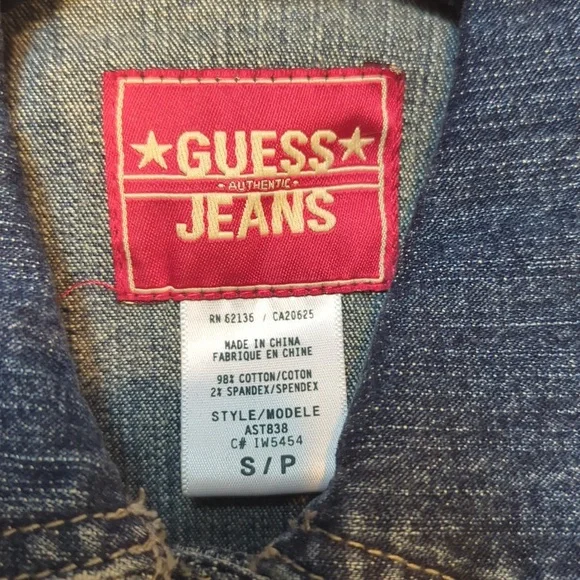 ★GUESS★
• AUTHENTIC •
JEANS
RN 62136 / CA20625
MADE IN CHINA
FABRIQUE EN CHINE
98% COTTON/COTON
2% SPANDEX/SPENDEX
STYLE/MODELE
AST838
C# IW5454
S/P